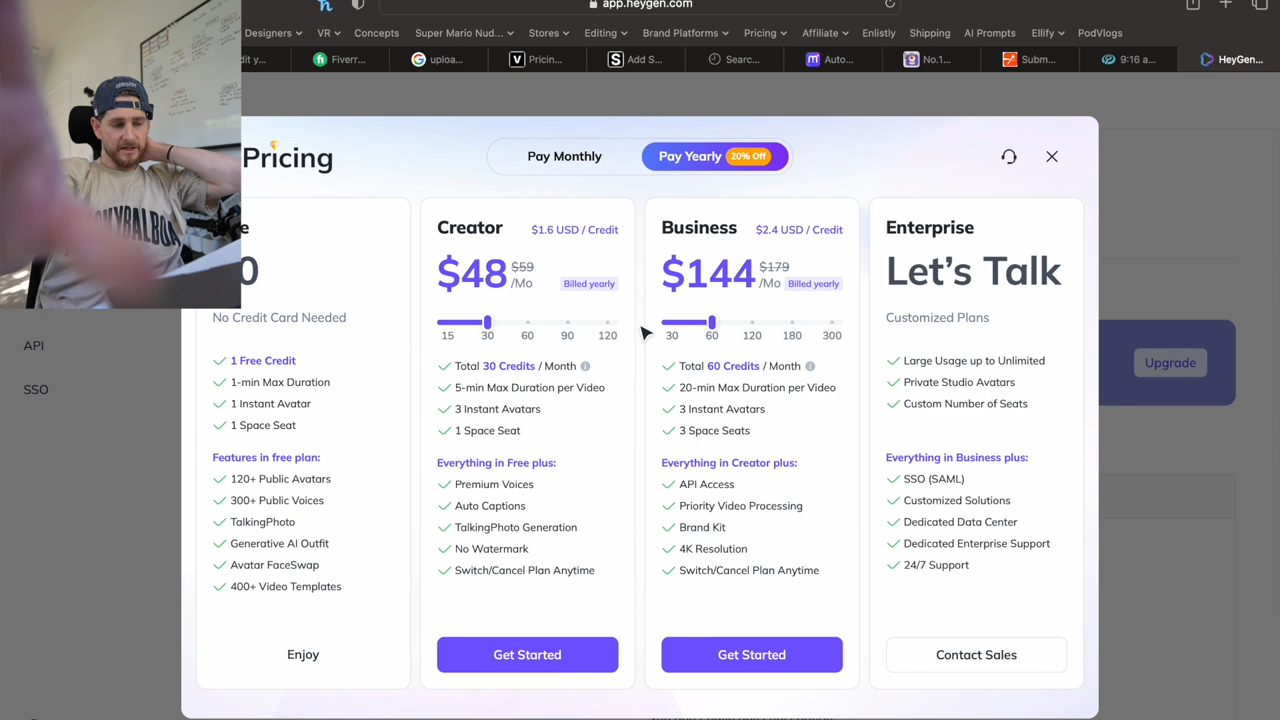 app.heygen.com
Designers VR Concepts Super Mario Nud... Stores Editing Brand Platforms Pricing Affiliate Enlistly Shipping AI Prompts Ellify PodVlogs
dit y... Fiverr... uploa... Pricin... Add S... Searc... Auto... No.1... Subm... 9:16 a... HeyGen...
Pricing
Pay Monthly
Pay Yearly 20% Off
API
SSO
Upgrade
e
0
No Credit Card Needed
1 Free Credit
1-min Max Duration
1 Instant Avatar
1 Space Seat
Features in free plan:
120+ Public Avatars
300+ Public Voices
TalkingPhoto
Generative AI Outfit
Avatar FaceSwap
400+ Video Templates
Enjoy
Creator $1.6 USD / Credit
$48 $59 /Mo Billed yearly
15 30 60 90 120
Total 30 Credits / Month
5-min Max Duration per Video
3 Instant Avatars
1 Space Seat
Everything in Free plus:
Premium Voices
Auto Captions
TalkingPhoto Generation
No Watermark
Switch/Cancel Plan Anytime
Get Started
Business $2.4 USD / Credit
$144 $179 /Mo Billed yearly
30 60 120 180 300
Total 60 Credits / Month
20-min Max Duration per Video
3 Instant Avatars
3 Space Seats
Everything in Creator plus:
API Access
Priority Video Processing
Brand Kit
4K Resolution
Switch/Cancel Plan Anytime
Get Started
Enterprise
Let's Talk
Customized Plans
Large Usage up to Unlimited
Private Studio Avatars
Custom Number of Seats
Everything in Business plus:
SSO (SAML)
Customized Solutions
Dedicated Data Center
Dedicated Enterprise Support
24/7 Support
Contact Sales